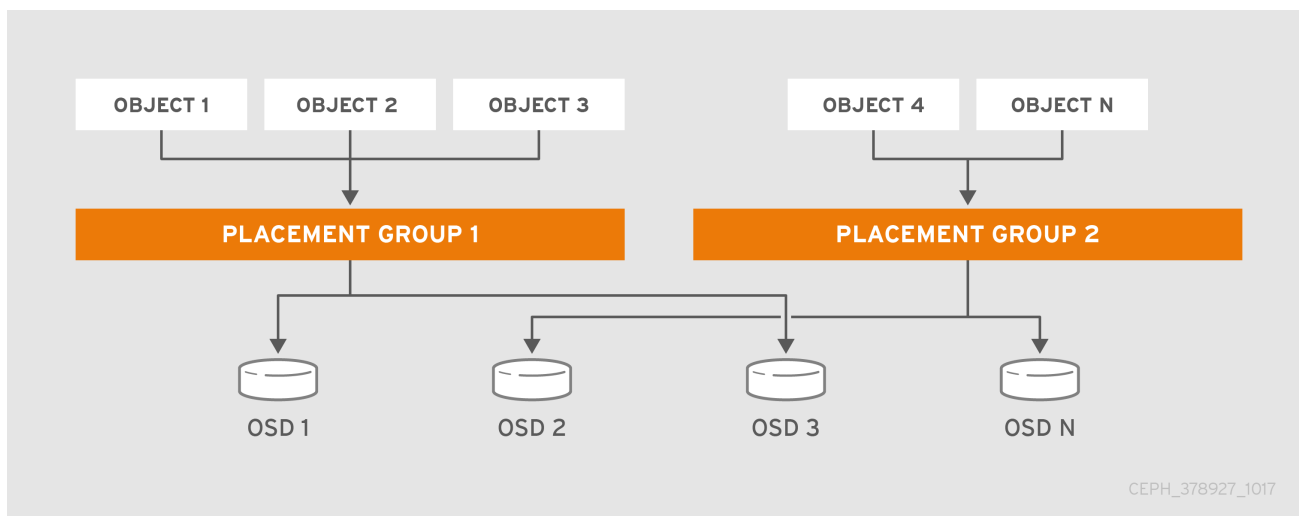 OBJECT 1 OBJECT 2 OBJECT 3 OBJECT 4 OBJECT N
PLACEMENT GROUP 1 PLACEMENT GROUP 2
OSD 1 OSD 2 OSD 3 OSD N
CEPH_378927_1017